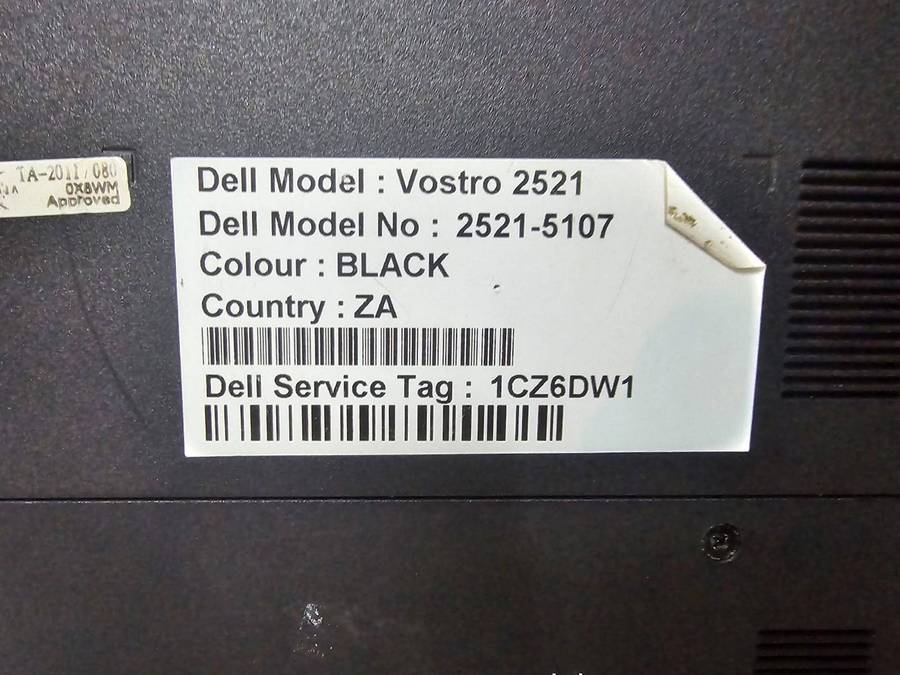 TA-2011/080
0X8WM
Approved
Dell Model : Vostro 2521
Dell Model No : 2521-5107
Colour : BLACK
Country : ZA
Dell Service Tag : 1CZ6DW1